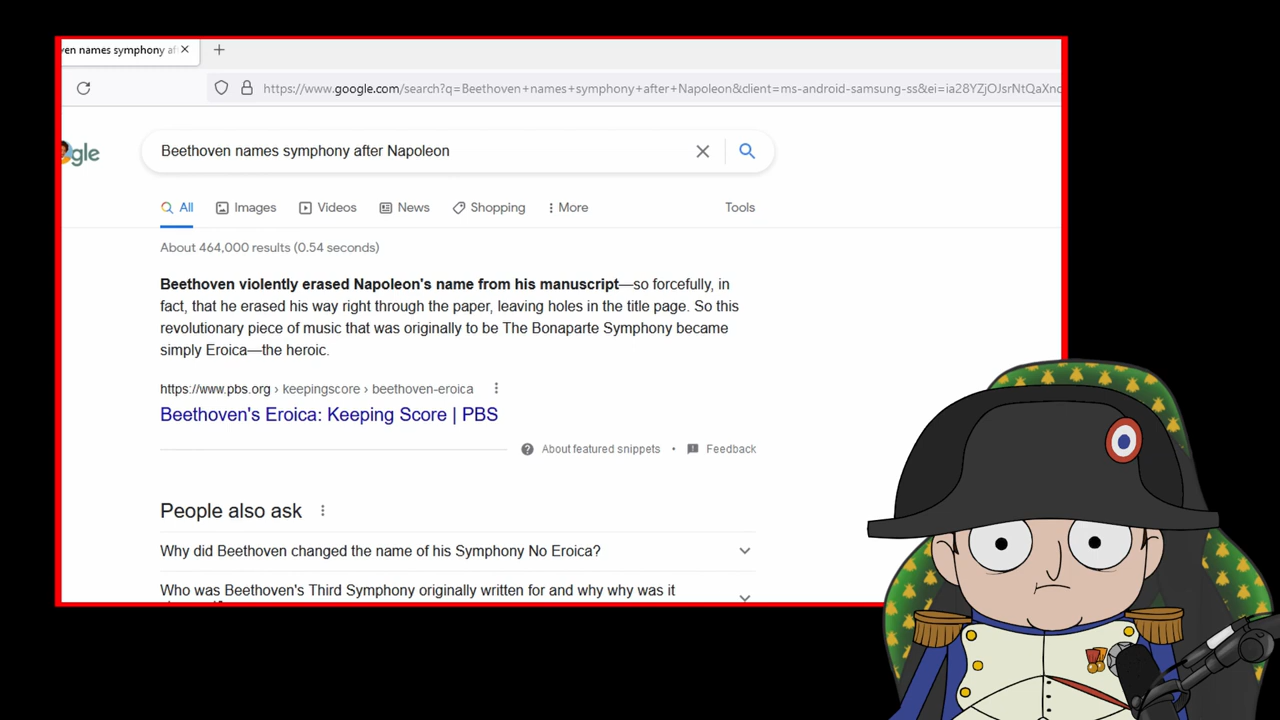 ven names symphony af
https://www.google.com/search?q=Beethoven+names+symphony+after+Napoleon&client=ms-android-samsung-ss&ei=ia28YZjOJsrNtQaXnc
gle
Beethoven names symphony after Napoleon
All Images Videos News Shopping More Tools
About 464,000 results (0.54 seconds)
Beethoven violently erased Napoleon's name from his manuscript—so forcefully, in
fact, that he erased his way right through the paper, leaving holes in the title page. So this
revolutionary piece of music that was originally to be The Bonaparte Symphony became
simply Eroica—the heroic.
https://www.pbs.org › keepingscore › beethoven-eroica
Beethoven's Eroica: Keeping Score | PBS
About featured snippets • Feedback
People also ask
Why did Beethoven changed the name of his Symphony No Eroica?
Who was Beethoven's Third Symphony originally written for and why why was it